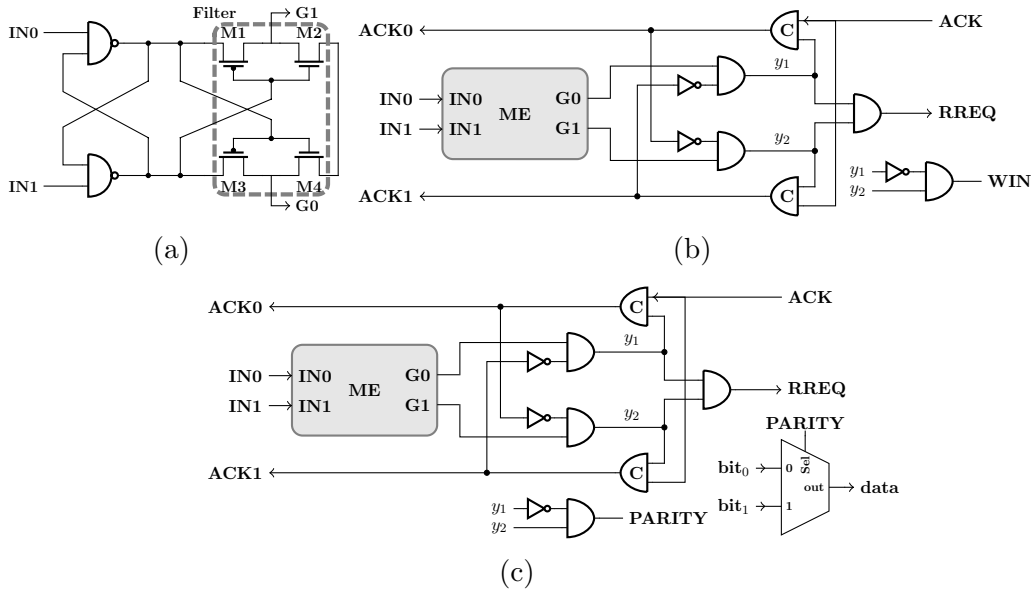 Filter
G1
IN0
M1 M2
IN1
M3 M4
G0
(a)
ACK0
ACK
C
y1
IN0 IN0 ME G0
IN1 IN1 G1
RREQ
y2
C
ACK1
y1
y2
WIN
(b)
ACK0
ACK
C
y1
IN0 IN0 ME G0
IN1 IN1 G1
RREQ
y2
C
ACK1
PARITY
bit0 0 Sel
out data
bit1 1
y1
y2
PARITY
(c)